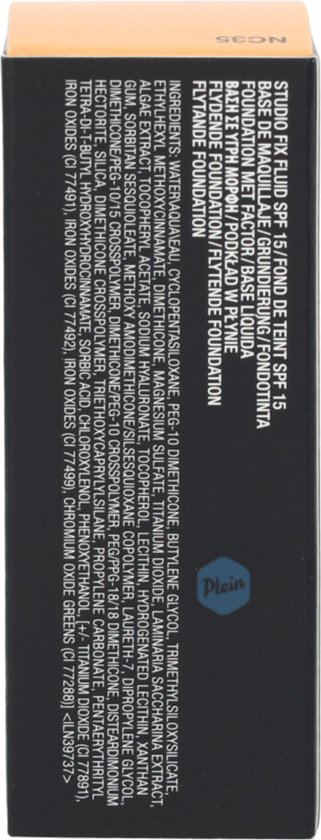 NC35
STUDIO FIX FLUID SPF 15/FOND DE TEINT SPF 15
BASE DE MAQUILLAJE/GRUNDIERUNG/FONDOTINTA
FOUNDATION MET FACTOR/BASE LÍQUIDA
ΒΑΣΗ ΣΕ ΥΓΡΗ ΜΟΡΦΗ/PODKŁAD W PŁYNIE
FLYDENDE FOUNDATION/FLYTENDE FOUNDATION
FLYTANDE FOUNDATION
INGREDIENTS: WATER\AQUA\EAU, CYCLOPENTASILOXANE, PEG-10 DIMETHICONE, BUTYLENE GLYCOL, TRIMETHYLSILOXYSILICATE,
ETHYLHEXYL METHOXYCINNAMATE, DIMETHICONE, MAGNESIUM SULFATE, TITANIUM DIOXIDE, LAMINARIA SACCHARINA EXTRACT,
ALGAE EXTRACT, TOCOPHERYL ACETATE, SODIUM HYALURONATE, TOCOPHEROL, LECITHIN, HYDROGENATED LECITHIN, XANTHAN
GUM, SORBITAN SESQUIOLEATE, METHOXY AMODIMETHICONE/SILSESQUIOXANE COPOLYMER, LAURETH-7, DIPROPYLENE GLYCOL,
DIMETHICONE/PEG-10/15 CROSSPOLYMER, DIMETHICONE/PEG-10 CROSSPOLYMER, PEG/PPG-18/18 DIMETHICONE, DISTEARDIMONIUM
HECTORITE, SILICA, DIMETHICONE CROSSPOLYMER, TRIETHOXYCAPRYLYLSILANE, PROPYLENE CARBONATE, PENTAERYTHRITYL
TETRA-DI-T-BUTYL HYDROXYHYDROCINNAMATE, SORBIC ACID, CHLOROXYLENOL, PHENOXYETHANOL, [+/- TITANIUM DIOXIDE (CI 77891),
IRON OXIDES (CI 77491), IRON OXIDES (CI 77492), IRON OXIDES (CI 77499), CHROMIUM OXIDE GREENS (CI 77288)] <ILN39737>
Plein